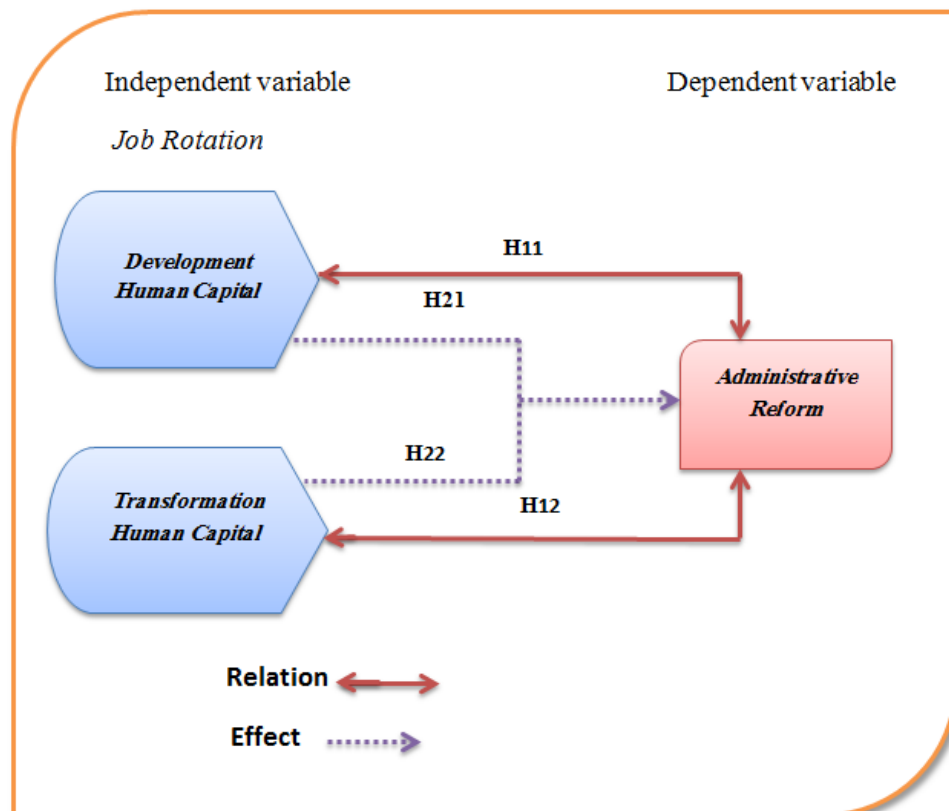 Independent variable
Dependent variable
Job Rotation
Development
Human Capital
H11
H21
Administrative
Reform
H22
Transformation
Human Capital
H12
Relation
Effect